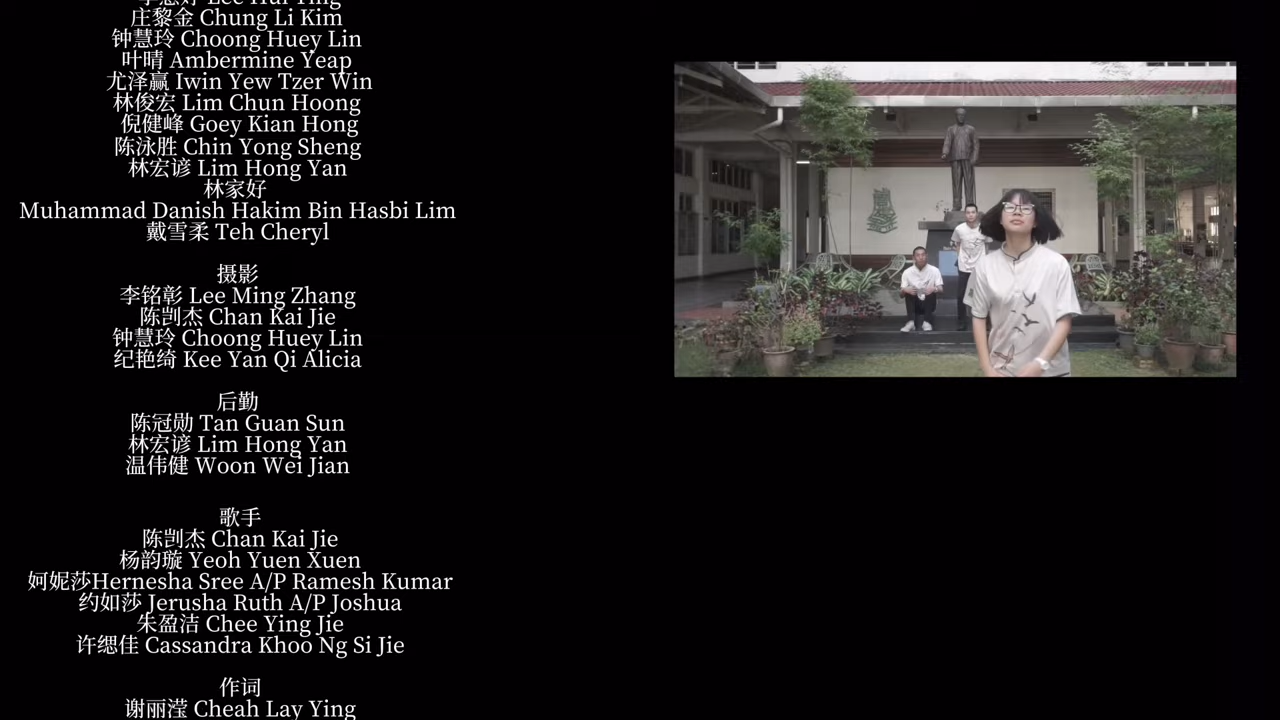 庄黎金 Chung Li Kim
钟慧玲 Choong Huey Lin
叶晴 Ambermine Yeap
尤泽赢 Iwin Yew Tzer Win
林俊宏 Lim Chun Hoong
倪健峰 Goey Kian Hong
陈泳胜 Chin Yong Sheng
林宏谚 Lim Hong Yan
林家好
Muhammad Danish Hakim Bin Hasbi Lim
戴雪柔 Teh Cheryl
摄影
李铭彰 Lee Ming Zhang
陈剀杰 Chan Kai Jie
钟慧玲 Choong Huey Lin
纪艳绮 Kee Yan Qi Alicia
后勤
陈冠勋 Tan Guan Sun
林宏谚 Lim Hong Yan
温伟健 Woon Wei Jian
歌手
陈剀杰 Chan Kai Jie
杨韵璇 Yeoh Yuen Xuen
妸妮莎Hernesha Sree A/P Ramesh Kumar
约如莎 Jerusha Ruth A/P Joshua
朱盈洁 Chee Ying Jie
许缌佳 Cassandra Khoo Ng Si Jie
作词
谢丽滢 Cheah Lay Ying